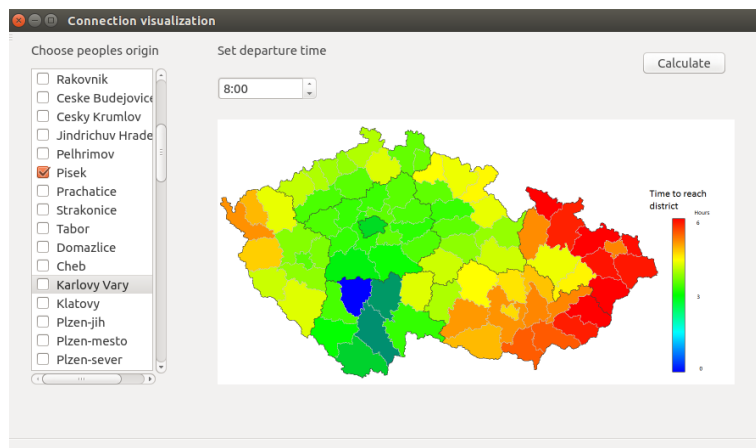 Connection visualization
Choose peoples origin
Set departure time
Calculate
8:00
Rakovnik
Ceske Budejovice
Cesky Krumlov
Jindrichuv Hrade
Pelhrimov
Pisek
Prachatice
Strakonice
Tabor
Domazlice
Cheb
Karlovy Vary
Klatovy
Plzen-jih
Plzen-mesto
Plzen-sever
Time to reach
district
Hours
6
3
0